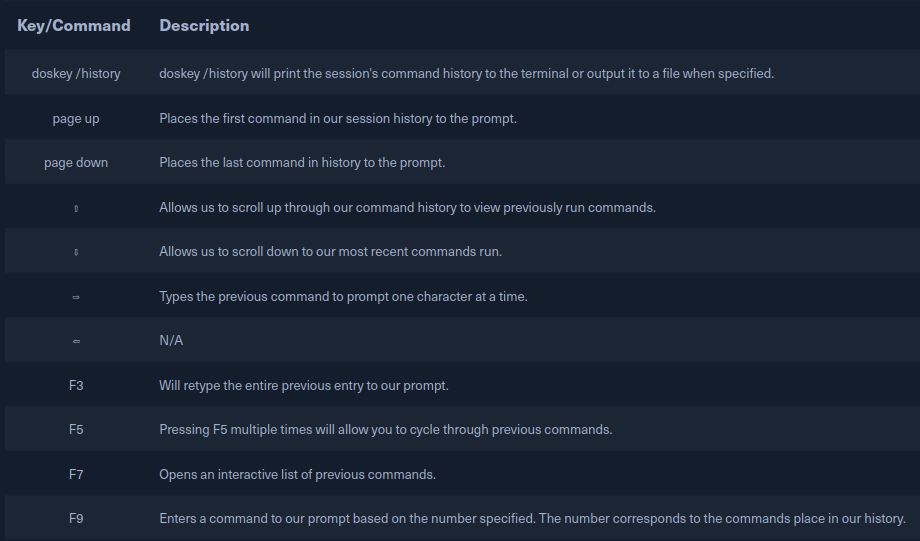 Key/Command Description
doskey /history doskey /history will print the session's command history to the terminal or output it to a file when specified.
page up Places the first command in our session history to the prompt.
page down Places the last command in history to the prompt.
⇧ Allows us to scroll up through our command history to view previously run commands.
⇩ Allows us to scroll down to our most recent commands run.
⇨ Types the previous command to prompt one character at a time.
⇦ N/A
F3 Will retype the entire previous entry to our prompt.
F5 Pressing F5 multiple times will allow you to cycle through previous commands.
F7 Opens an interactive list of previous commands.
F9 Enters a command to our prompt based on the number specified. The number corresponds to the commands place in our history.